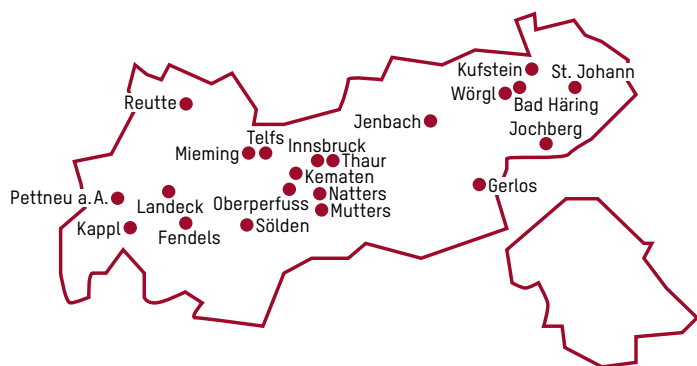 Kufstein
St. Johann
Wörgl
Bad Häring
Reutte
Jenbach
Jochberg
Telfs
Innsbruck
Mieming
Thaur
Kematen
Gerlos
Pettneu a.A.
Landeck
Oberperfuss
Natters
Mutters
Kappl
Fendels
Sölden